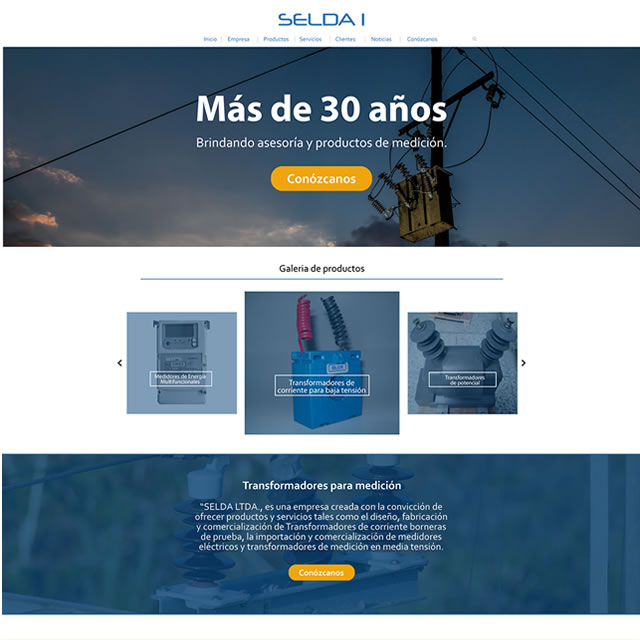 SELDA I
Inicio Empresa Productos Servicios Clientes Noticias Conózcanos
Más de 30 años
Brindando asesoría y productos de medición.
Conózcanos
Galeria de productos
Medidores de Energía
Multifuncionales
Transformadores de
corriente para baja tensión
Transformadores
de potencial
Transformadores para medición
“SELDA LTDA., es una empresa creada con la convicción de
ofrecer productos y servicios tales como el diseño, fabricación
y comercialización de Transformadores de corriente borneras
de prueba, la importación y comercialización de medidores
eléctricos y transformadores de medición en media tensión.
Conózcanos